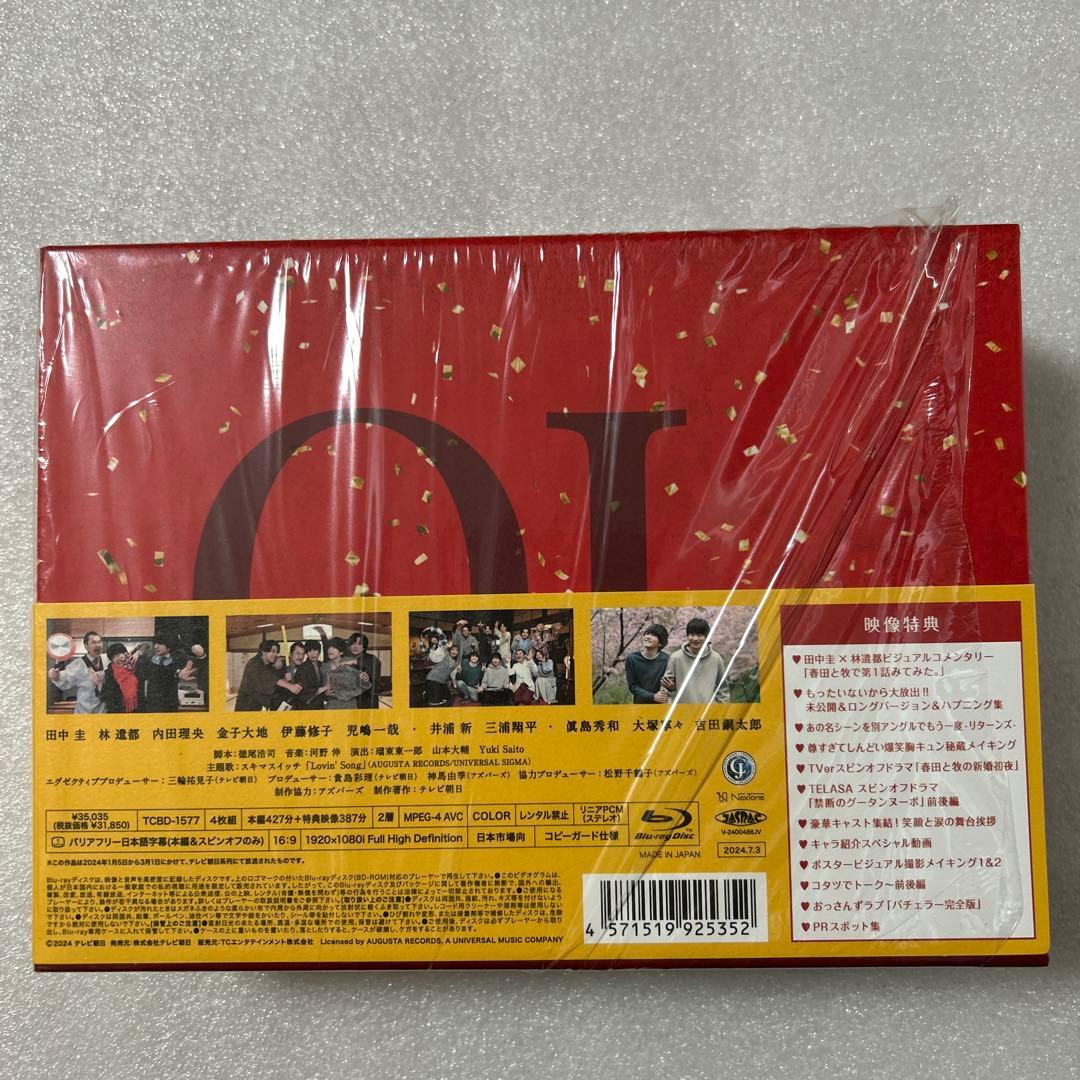 OL
映像特典
♥ 田中圭 × 林遣都ビジュアルコメンタリー
「春田と牧で第1話みてみた。」
♥ もったいないから大放出!!
未公開&ロングバージョン&ハプニング集
♥ あの名シーンを別アングルでもう一度 -リターンズ-
♥ 尊すぎてしんどい爆笑胸キュン秘蔵メイキング
♥ TVerスピンオフドラマ「春田と牧の新婚初夜」
♥ TELASA スピンオフドラマ
「禁断のグータンヌーボ」前後編
♥ 豪華キャスト集結!笑顔と涙の舞台挨拶
♥ キャラ紹介スペシャル動画
♥ ポスタービジュアル撮影メイキング1&2
♥ コタツでトーク〜前後編
♥ おっさんずラブ「バチェラー完全版」
♥ PRスポット集
田中 圭 林 遣都 内田理央 金子大地 伊藤修子 児嶋一哉 ・ 井浦 新 三浦翔平 ・ 眞島秀和 大塚寧々 吉田鋼太郎
脚本:徳尾浩司 音楽:河野 伸 演出:瑠東東一郎 山本大輔 Yuki Saito
主題歌:スキマスイッチ「Lovin' Song」(AUGUSTA RECORDS/UNIVERSAL SIGMA)
エグゼクティブプロデューサー:三輪祐見子(テレビ朝日) プロデューサー:貴島彩理(テレビ朝日) 神馬由季(アズバーズ) 協力プロデューサー:松野千鶴子(アズバーズ)
制作協力:アズバーズ 制作著作:テレビ朝日
¥35,035
(税抜価格 ¥31,850)
TCBD-1577
4枚組
本編427分+特典映像387分
2層
MPEG-4 AVC
COLOR
レンタル禁止
リニアPCM
(ステレオ)
バリアフリー日本語字幕(本編&スピンオフのみ)
16:9
1920×1080i Full High Definition
日本市場向
コピーガード仕様
Blu-ray Disc
MADE IN JAPAN
NexTone
JASRAC
V-2400486JV
2024.7.3
※この作品は2024年1月5日から3月1日にかけて、テレビ朝日系列にて放送されたものです。
©2024 テレビ朝日 発売元:株式会社テレビ朝日 販売元:TCエンタテインメント株式会社 Licensed by AUGUSTA RECORDS, A UNIVERSAL MUSIC COMPANY
4 571519 925352